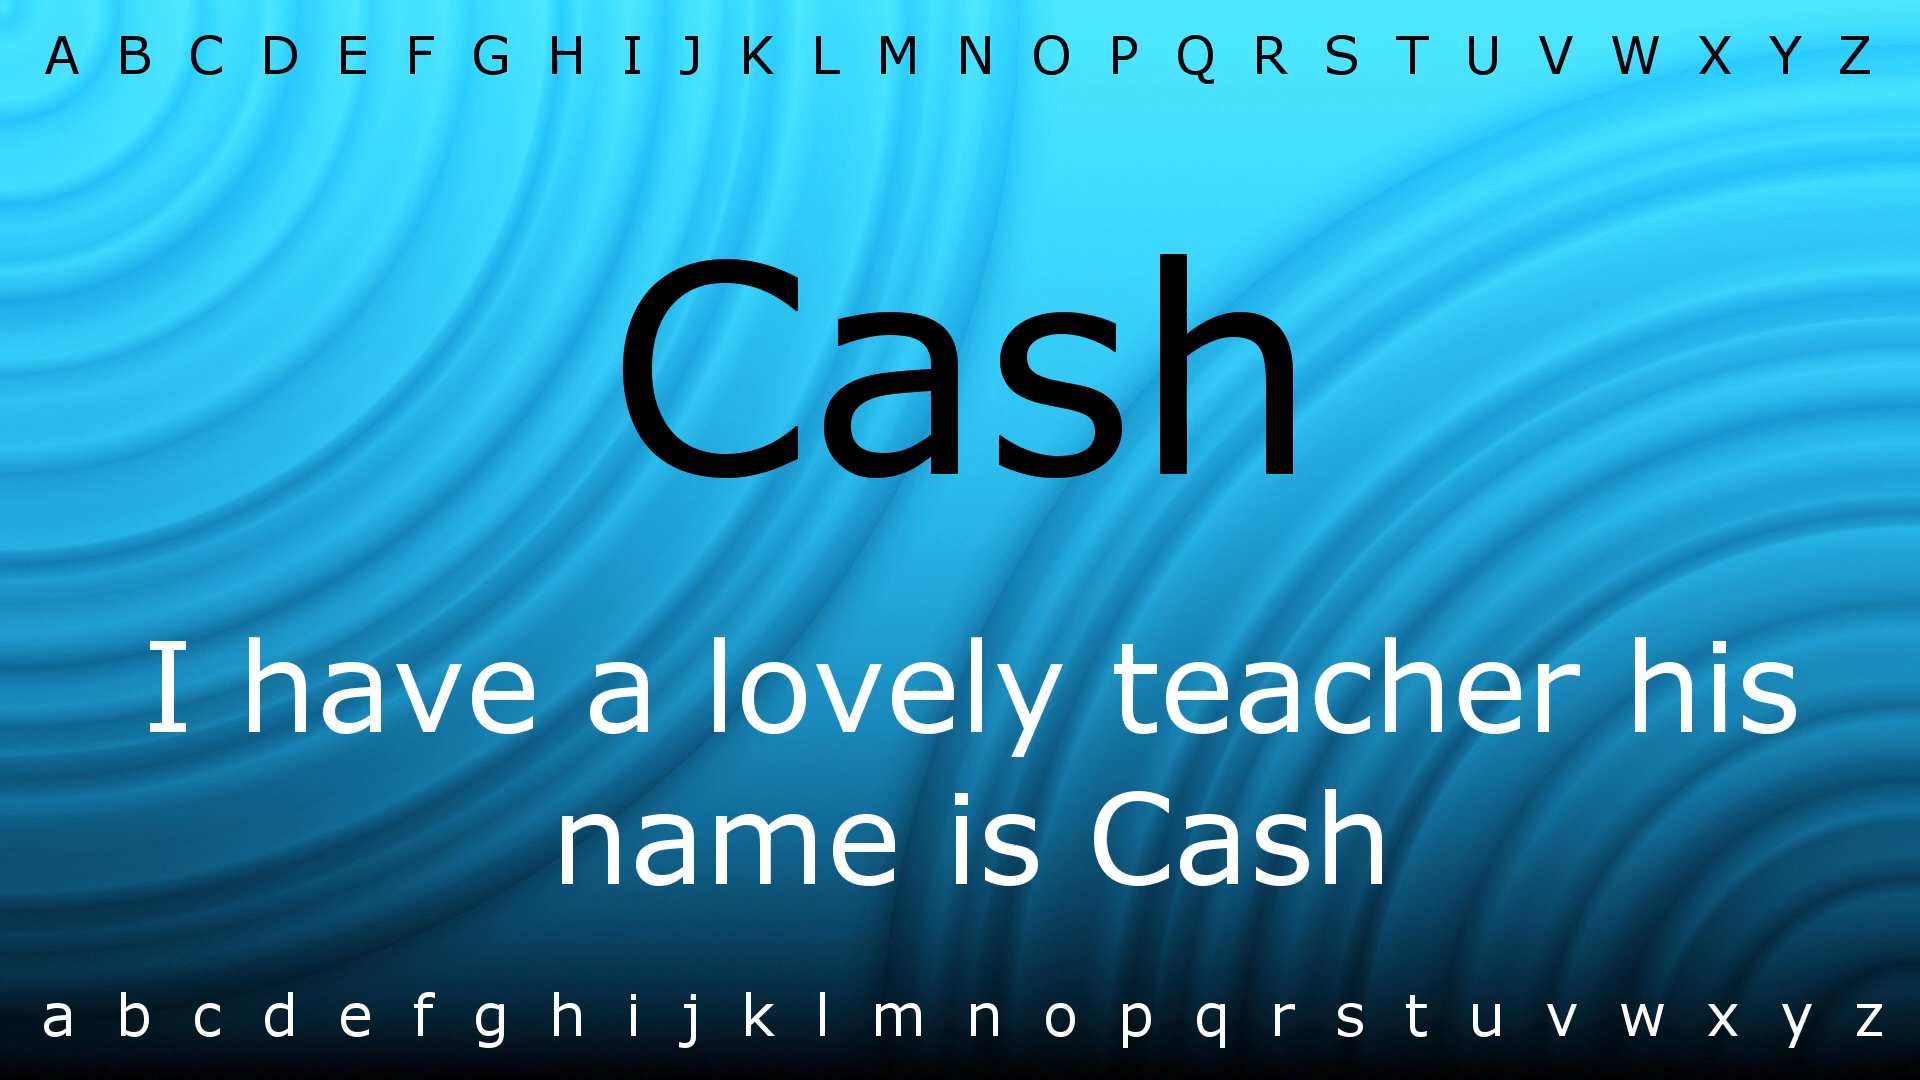 A B C D E F G H I J K L M N O P Q R S T U V W X Y Z
Cash
I have a lovely teacher his
name is Cash
a b c d e f g h i j k l m n o p q r s t u v w x y z